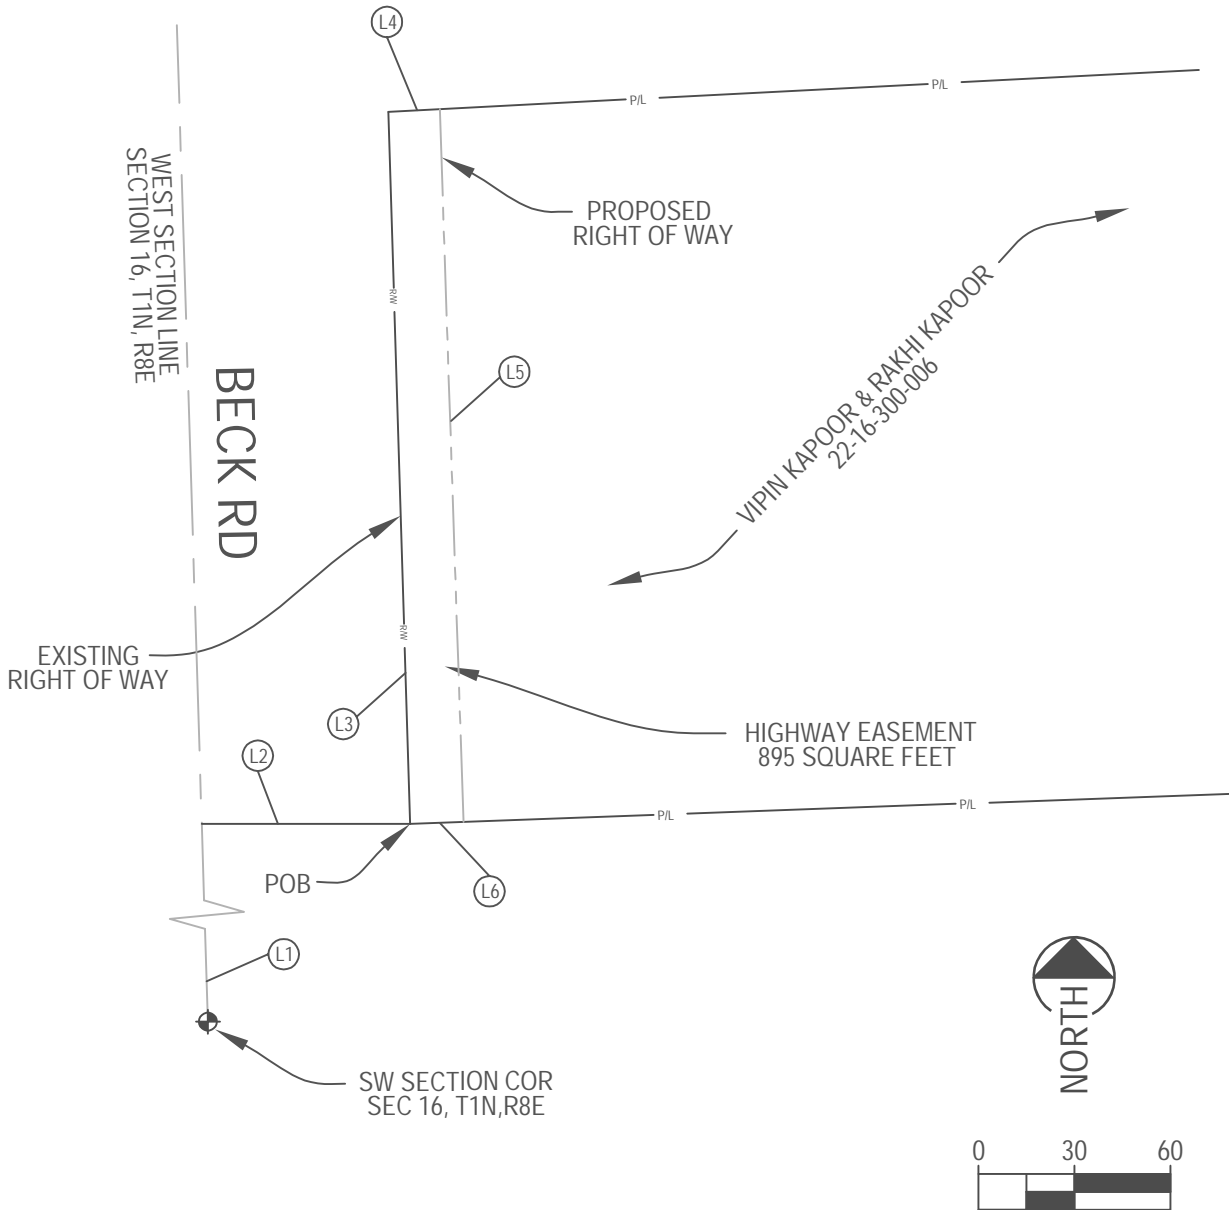 L4
P/L
P/L
WEST SECTION LINE
SECTION 16, T1N, R8E
PROPOSED
RIGHT OF WAY
R/W
BECK RD
L5
VIPIN KAPOOR & RAKHI KAPOOR
22-16-300-006
EXISTING
RIGHT OF WAY
R/W
L3
HIGHWAY EASEMENT
895 SQUARE FEET
L2
P/L
P/L
POB
L6
L1
SW SECTION COR
SEC 16, T1N,R8E
NORTH
0 30 60